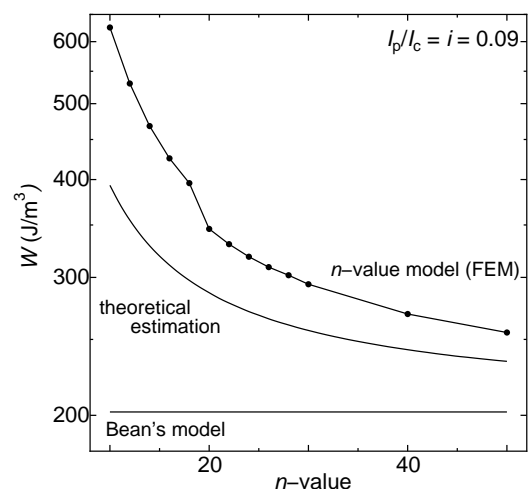 600
I_p/I_c = i = 0.09
500
400
W (J/m^3)
n–value model (FEM)
300
theoretical
estimation
200
Bean's model
20
40
n–value